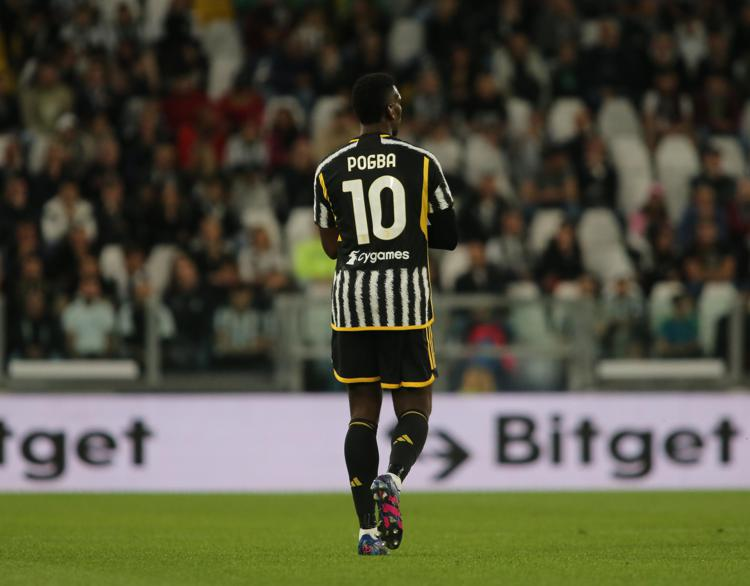 POGBA
10
Cygames
Bitget
Bitget